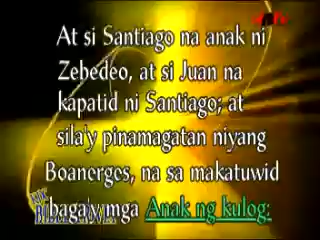 At si Santiago na anak ni
Zebedeo, at si Juan na
kapatid ni Santiago; at
sila'y pinamagatan niyang
Boanerges, na sa makatuwid
baga'y mga Anak ng kulog;